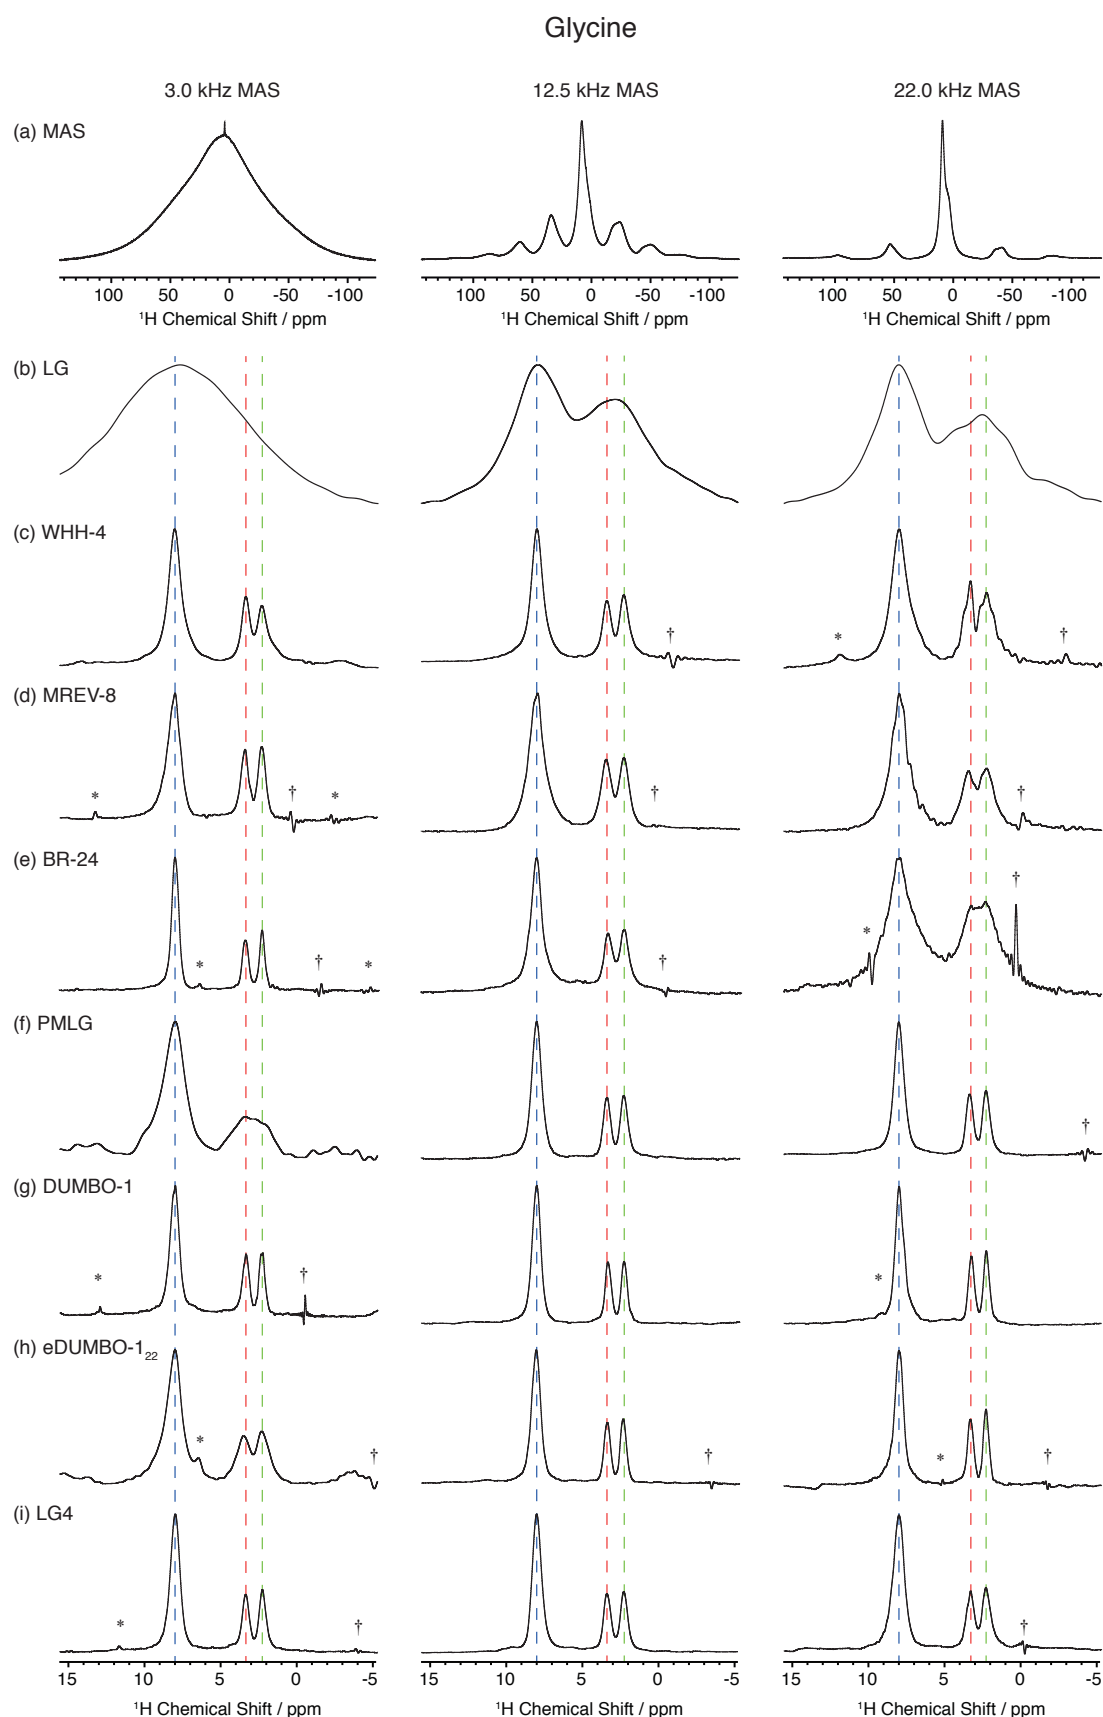 Glycine
3.0 kHz MAS 12.5 kHz MAS 22.0 kHz MAS
(a) MAS
100 50 0 -50 -100 100 50 0 -50 -100 100 50 0 -50 -100
¹H Chemical Shift / ppm ¹H Chemical Shift / ppm ¹H Chemical Shift / ppm
(b) LG
(c) WHH-4
†
* †
(d) MREV-8
* † * † †
(e) BR-24
* † * † * †
(f) PMLG
†
(g) DUMBO-1
* † *
(h) eDUMBO-1₂₂
* † † * †
(i) LG4
* † †
15 10 5 0 -5 15 10 5 0 -5 15 10 5 0 -5
¹H Chemical Shift / ppm ¹H Chemical Shift / ppm ¹H Chemical Shift / ppm